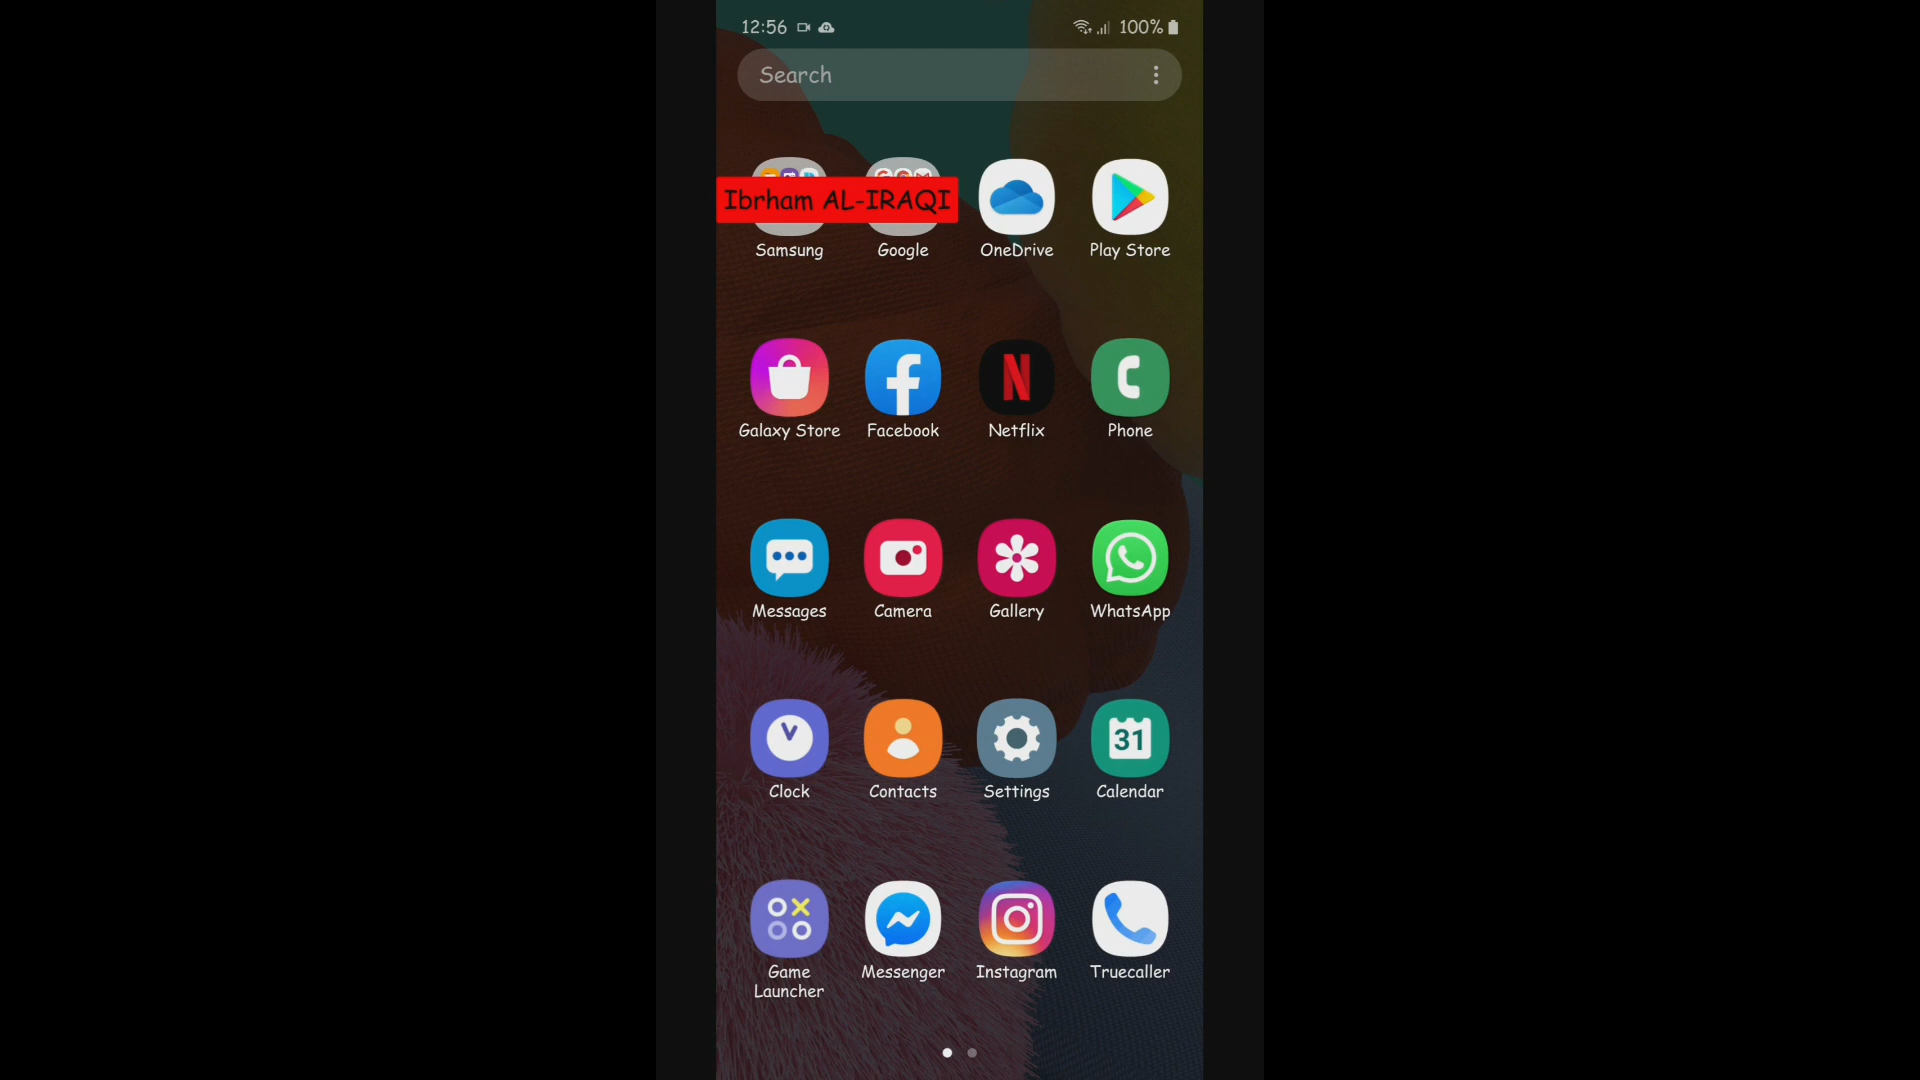 12:56
100%
Search
Ibrham AL-IRAQI
Samsung
Google
OneDrive
Play Store
Galaxy Store
Facebook
Netflix
Phone
Messages
Camera
Gallery
WhatsApp
31
Clock
Contacts
Settings
Calendar
Game
Launcher
Messenger
Instagram
Truecaller